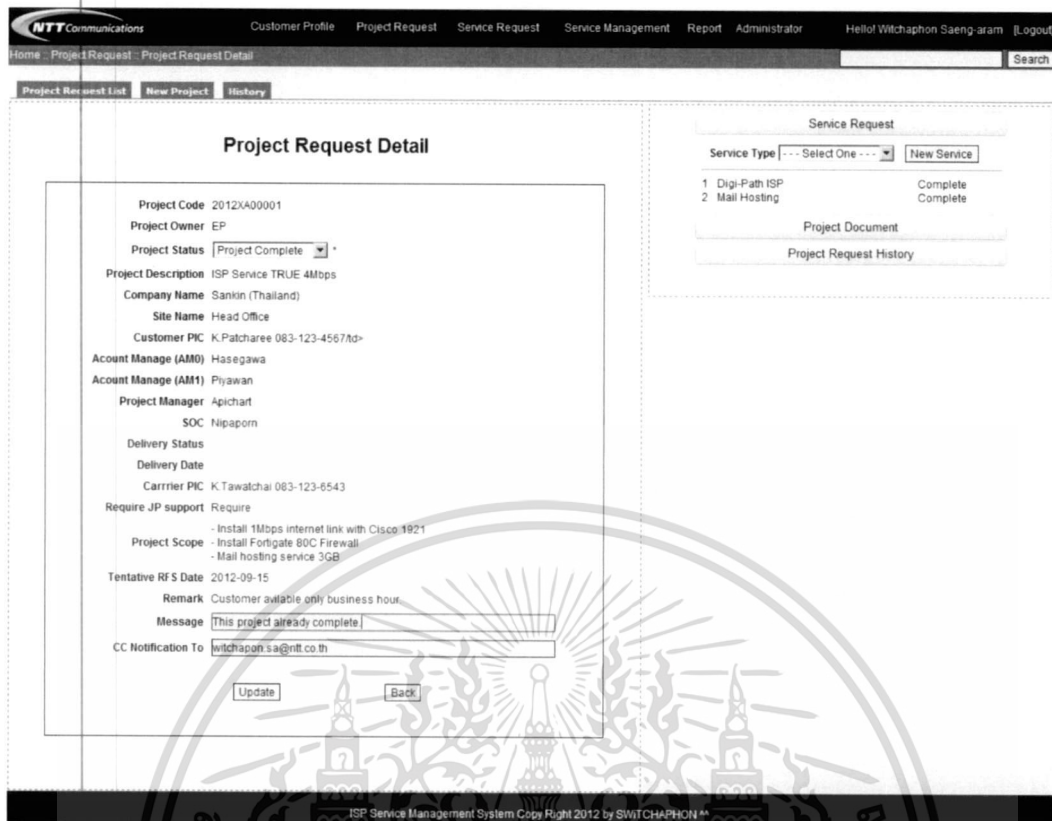 NTT Communications
Customer Profile Project Request Service Request Service Management Report Administrator Hello! Witchaphon Saeng-aram [Logout
Home :: Project Request :: Project Request Detail Search
Project Request List New Project History
Project Request Detail
Project Code 2012XA00001
Project Owner EP
Project Status Project Complete *
Project Description ISP Service TRUE 4Mbps
Company Name Sankin (Thailand)
Site Name Head Office
Customer PIC K.Patcharee 083-123-4567/td>
Acount Manage (AM0) Hasegawa
Acount Manage (AM1) Piyawan
Project Manager Apichart
SOC Nipaporn
Delivery Status
Delivery Date
Carrrier PIC K.Tawatchai 083-123-6543
Require JP support Require
Project Scope - Install 1Mbps internet link with Cisco 1921
- Install Fortigate 80C Firewall
- Mail hosting service 3GB
Tentative RFS Date 2012-09-15
Remark Customer avilable only business hour.
Message This project already complete.
CC Notification To witchapon.sa@ntt.co.th
Update Back
Service Request
Service Type - - - Select One - - - New Service
1 Digi-Path ISP Complete
2 Mail Hosting Complete
Project Document
Project Request History
ISP Service Management System Copy Right 2012 by SWiTCHAPHON ^^